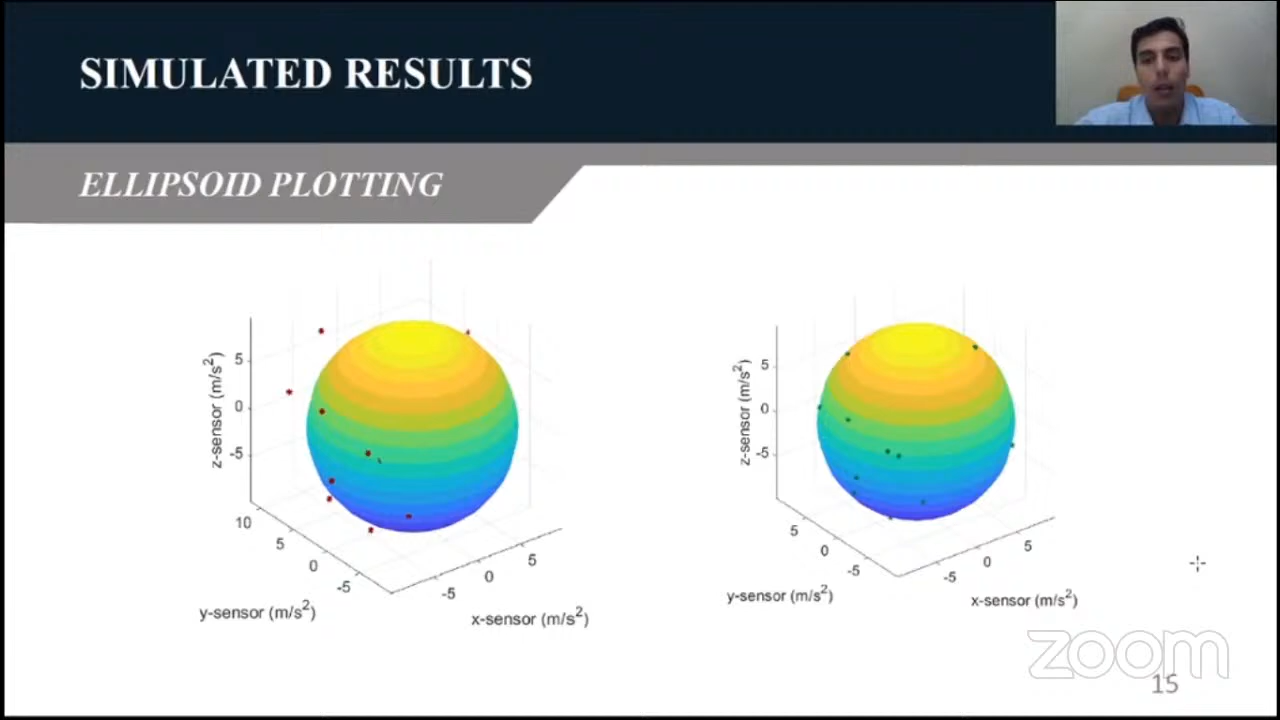 SIMULATED RESULTS
ELLIPSOID PLOTTING
z-sensor (m/s²)
5
0
-5
10
5
0
-5
y-sensor (m/s²)
-5
0
5
x-sensor (m/s²)
z-sensor (m/s²)
5
0
-5
5
0
-5
y-sensor (m/s²)
-5
0
5
x-sensor (m/s²)
zoom
15